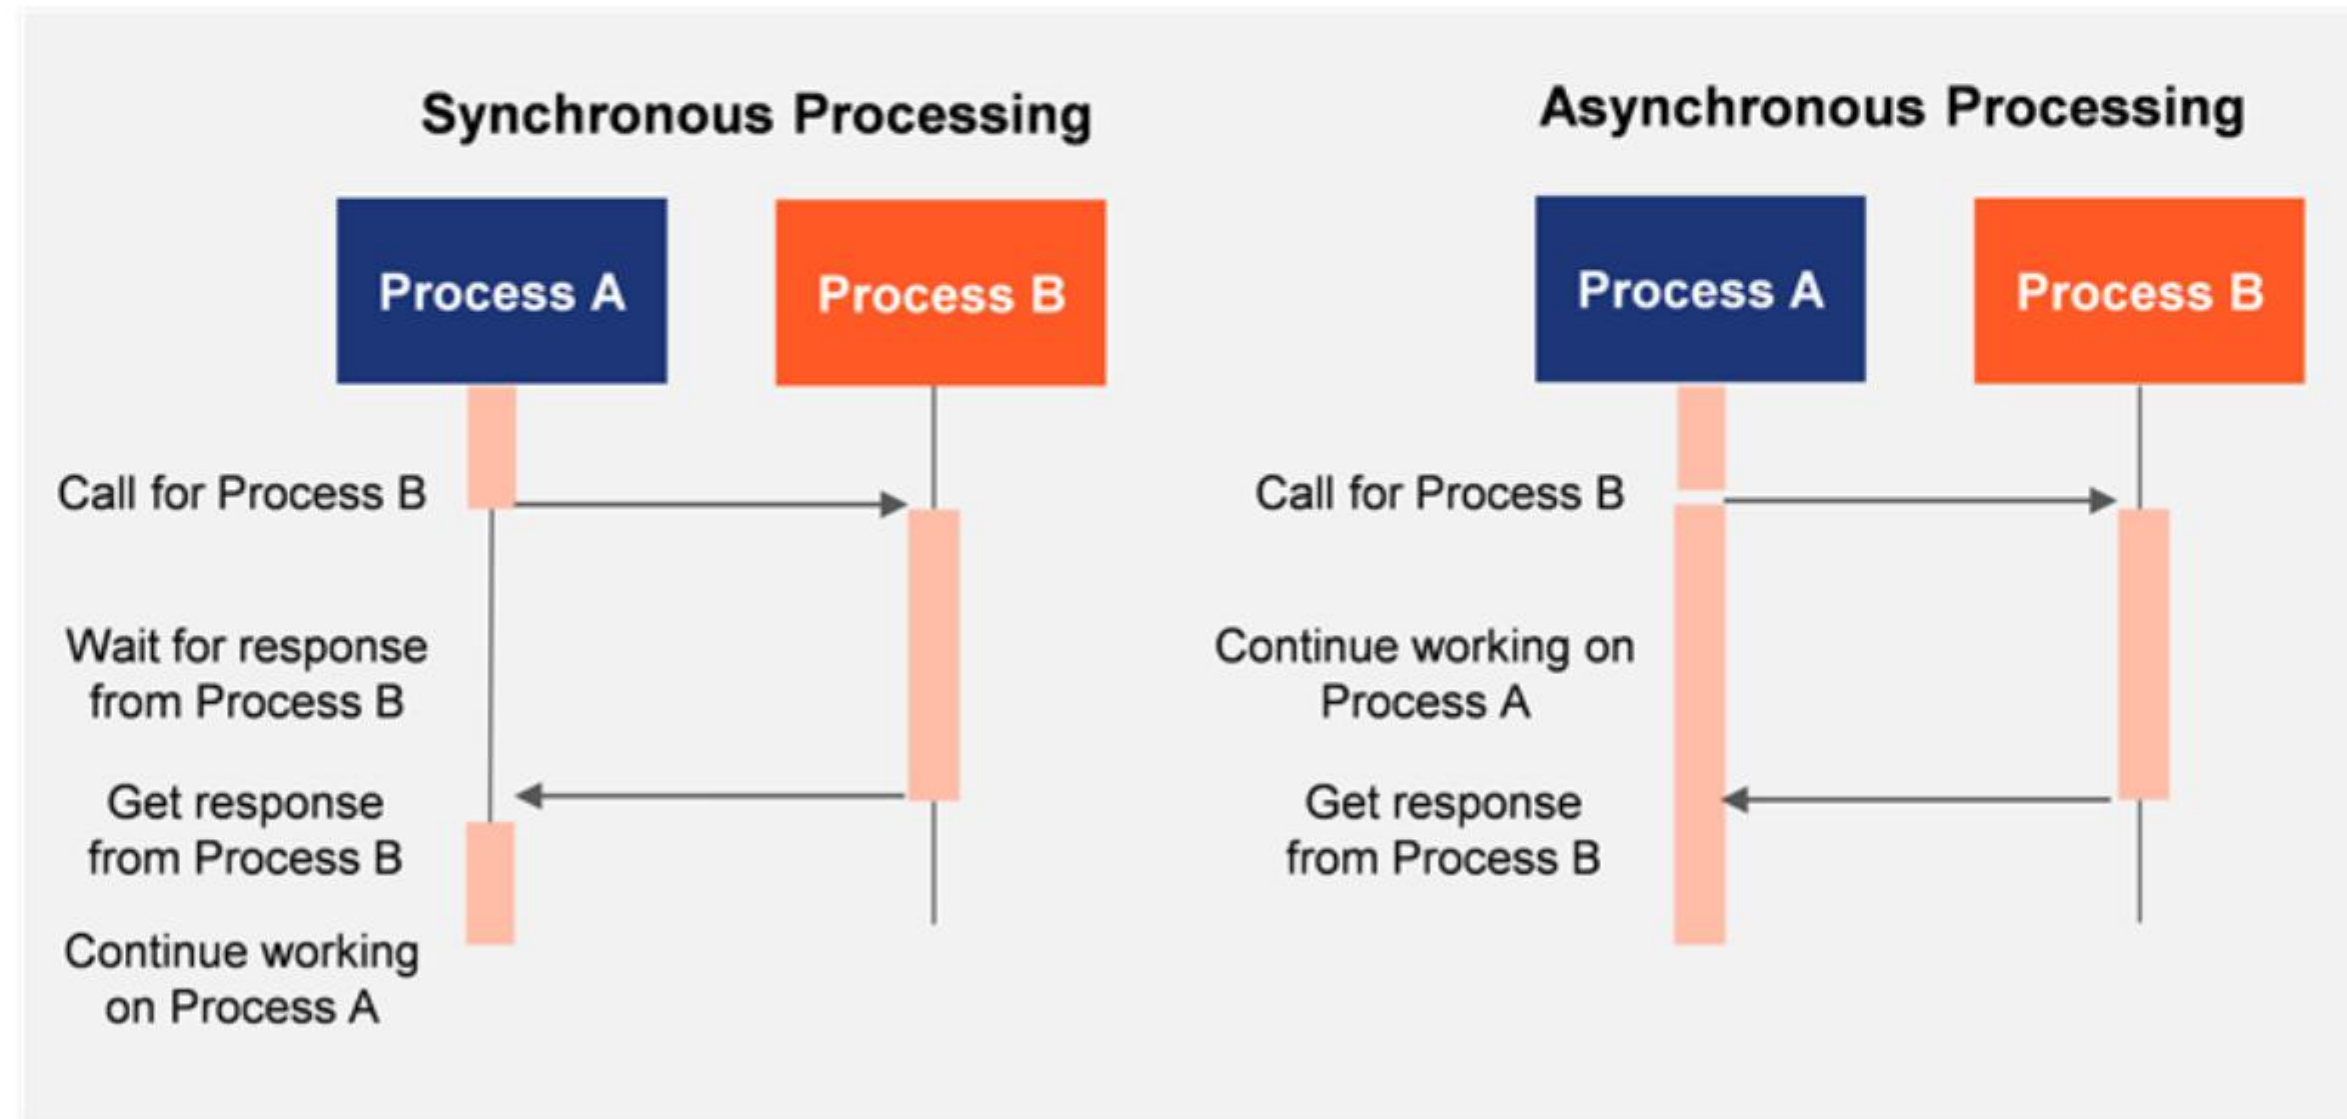 Synchronous Processing
Process A
Process B
Call for Process B
Wait for response
from Process B
Get response
from Process B
Continue working
on Process A
Asynchronous Processing
Process A
Process B
Call for Process B
Continue working on
Process A
Get response
from Process B